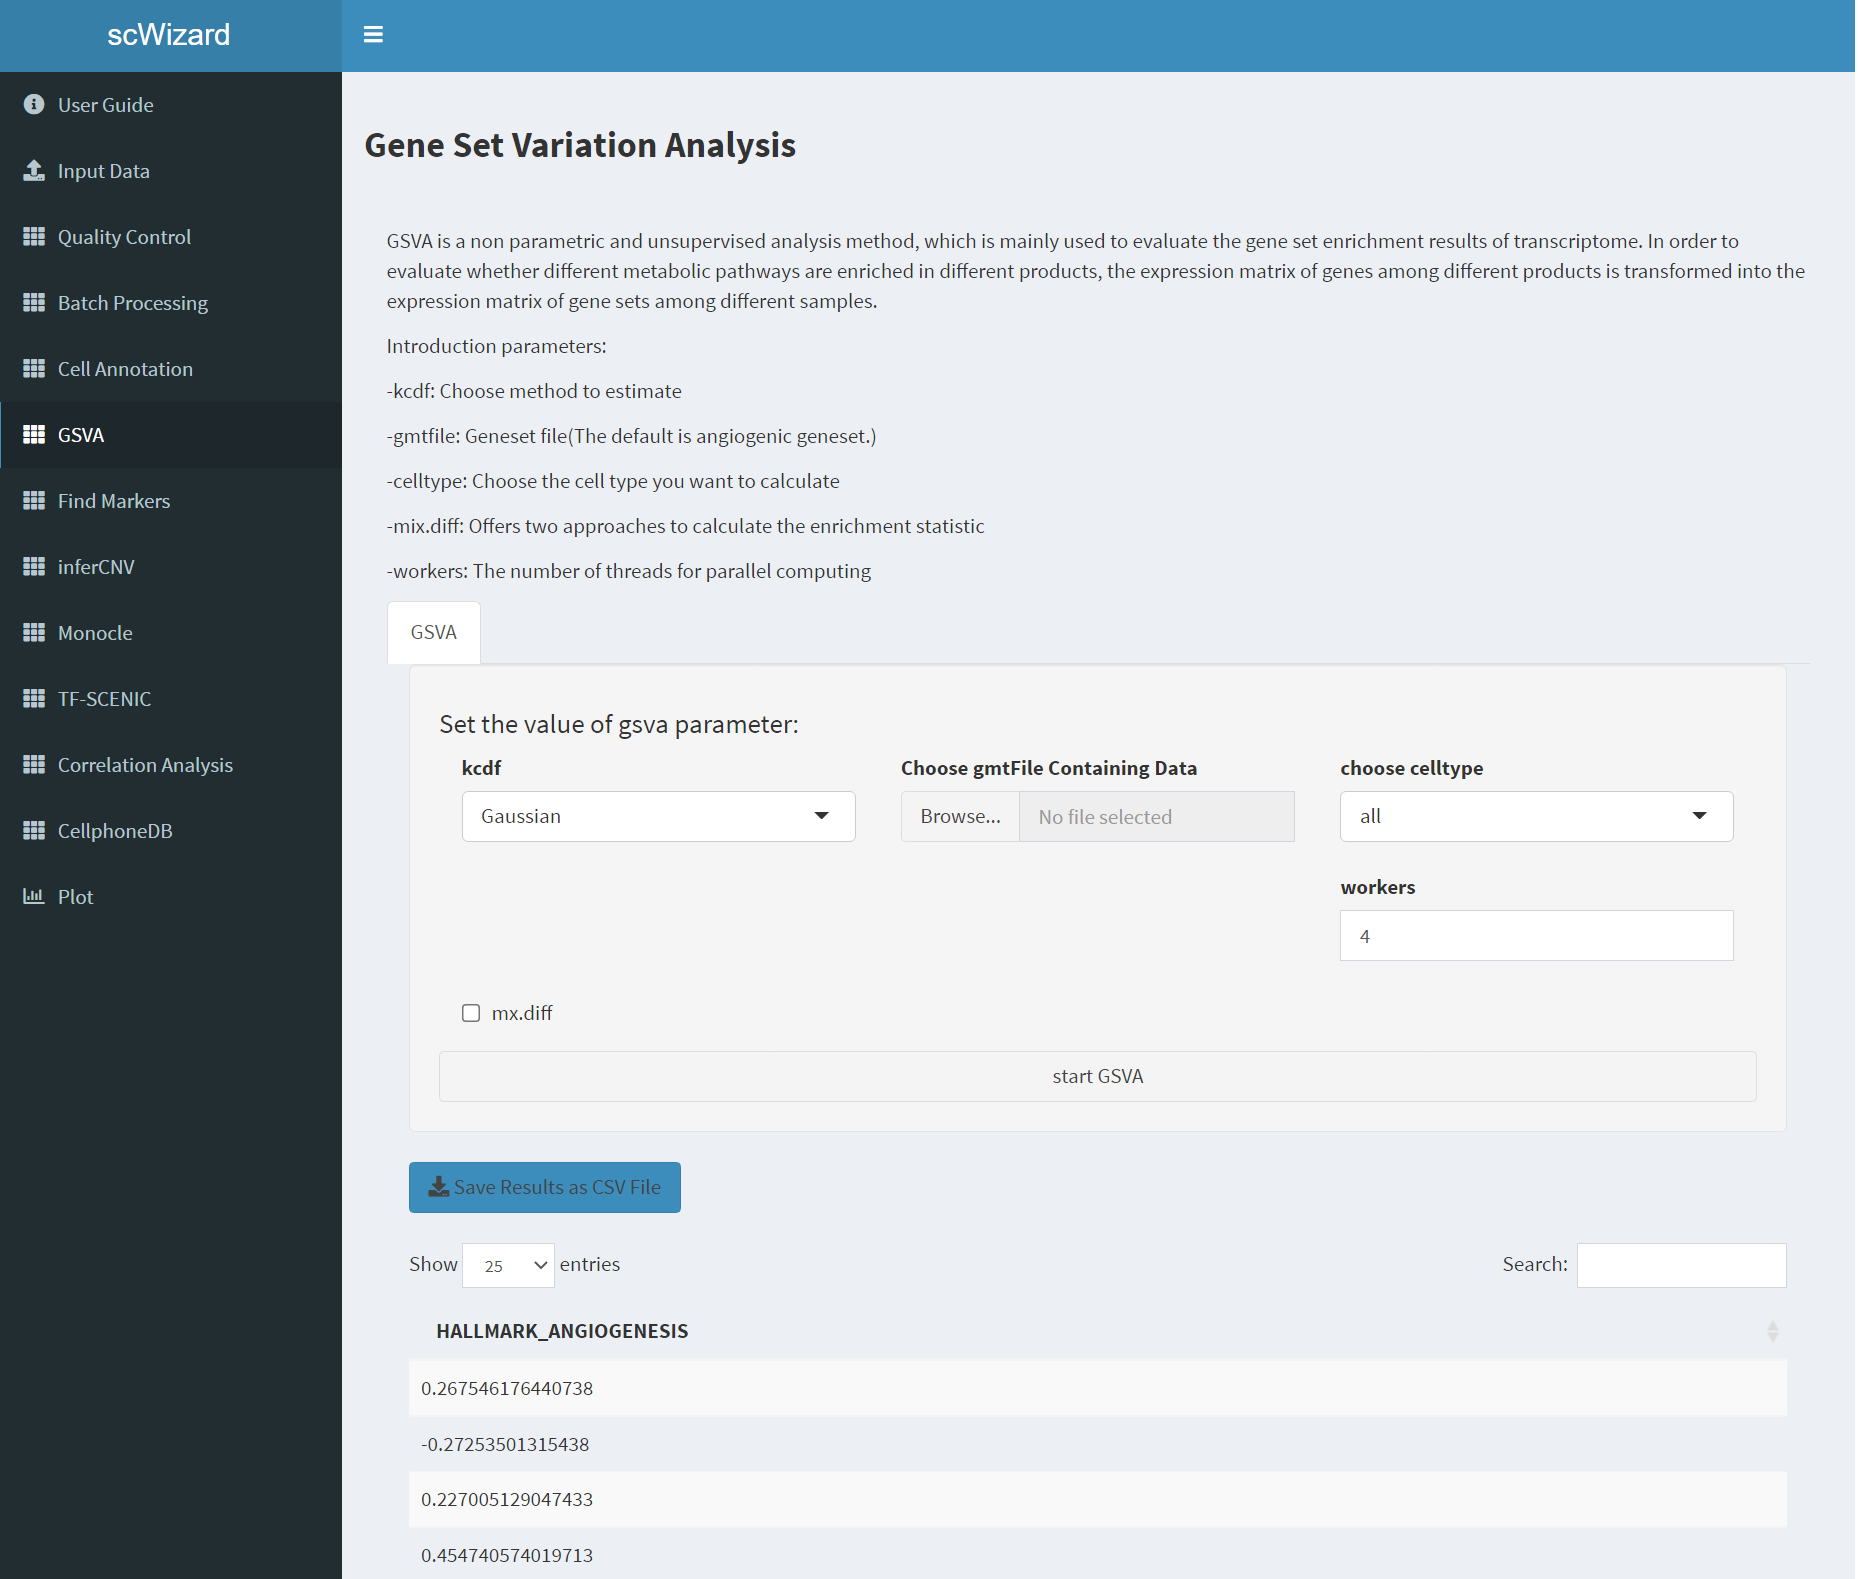 scWizard
User Guide
Input Data
Quality Control
Batch Processing
Cell Annotation
GSVA
Find Markers
inferCNV
Monocle
TF-SCENIC
Correlation Analysis
CellphoneDB
Plot
Gene Set Variation Analysis
GSVA is a non parametric and unsupervised analysis method, which is mainly used to evaluate the gene set enrichment results of transcriptome. In order to
evaluate whether different metabolic pathways are enriched in different products, the expression matrix of genes among different products is transformed into the
expression matrix of gene sets among different samples.
Introduction parameters:
-kcdf: Choose method to estimate
-gmtfile: Geneset file(The default is angiogenic geneset.)
-celltype: Choose the cell type you want to calculate
-mix.diff: Offers two approaches to calculate the enrichment statistic
-workers: The number of threads for parallel computing
GSVA
Set the value of gsva parameter:
kcdf
Gaussian
Choose gmtFile Containing Data
Browse... No file selected
choose celltype
all
workers
4
mx.diff
start GSVA
Save Results as CSV File
Show 25 entries
Search:
HALLMARK_ANGIOGENESIS
0.267546176440738
-0.27253501315438
0.227005129047433
0.454740574019713